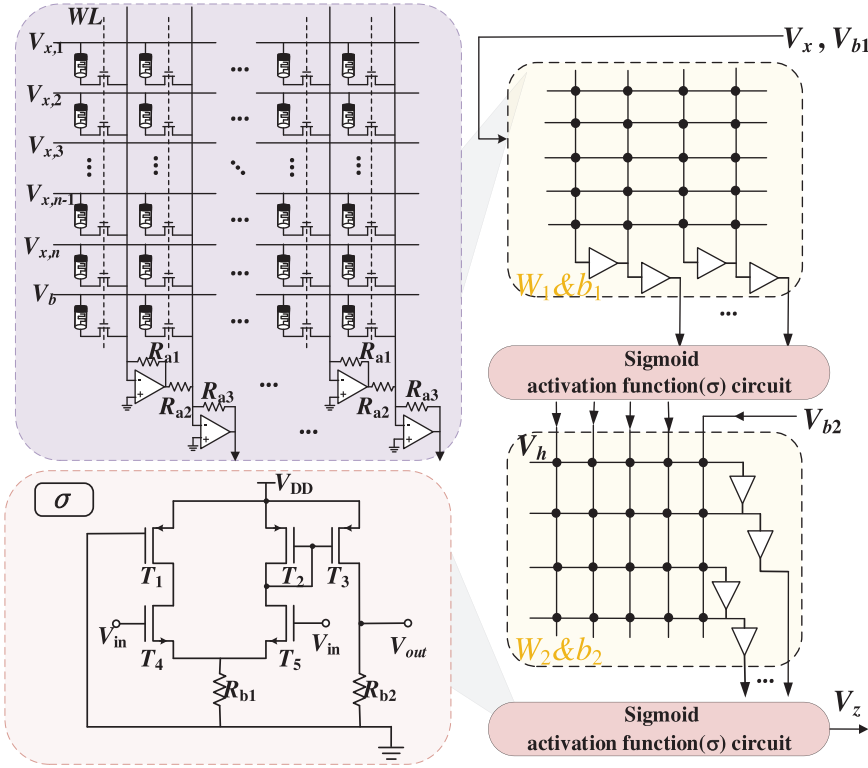 WL
V_x,1
V_x,2
V_x,3
V_x,n-1
V_x,n
V_b
R_a1
R_a1
R_a2
R_a3
R_a2
R_a3
- +
- +
- +
- +
...
V_x , V_b1
W_1&b_1
...
Sigmoid
activation function(σ) circuit
V_b2
V_h
W_2&b_2
...
Sigmoid
activation function(σ) circuit
V_z
σ
V_DD
T_1
T_2
T_3
V_in
T_4
T_5
V_in
V_out
R_b1
R_b2